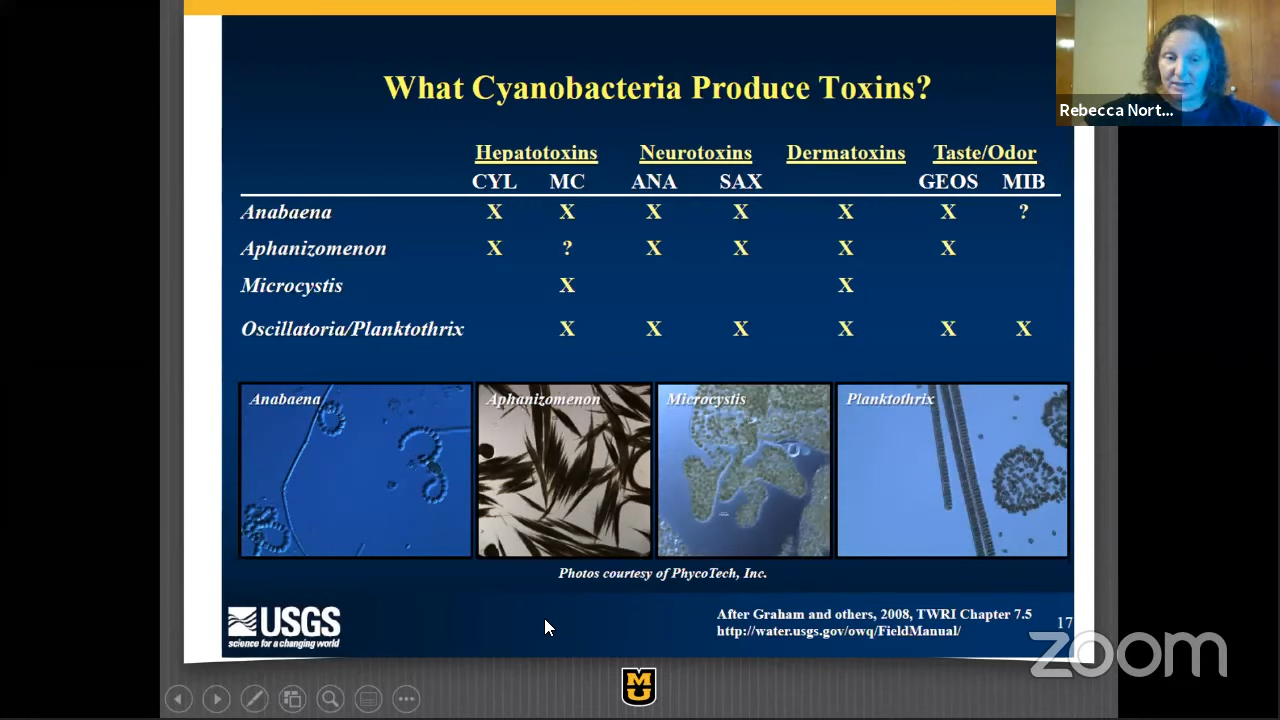 What Cyanobacteria Produce Toxins?
Rebecca Nort...
Hepatotoxins Neurotoxins Dermatoxins Taste/Odor
CYL MC ANA SAX GEOS MIB
Anabaena X X X X X X ?
Aphanizomenon X ? X X X X
Microcystis X X
Oscillatoria/Planktothrix X X X X X X
Anabaena Aphanizomenon Microcystis Planktothrix
Photos courtesy of PhycoTech, Inc.
USGS
science for a changing world
After Graham and others, 2008, TWRI Chapter 7.5
http://water.usgs.gov/owq/FieldManual/
17
zoom
MU